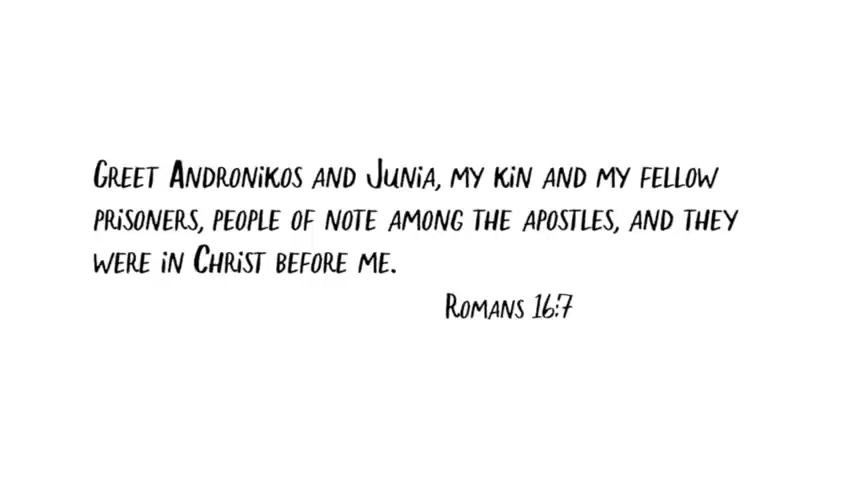 Greet Andronikos and Junia, my kin and my fellow
prisoners, people of note among the apostles, and they
were in Christ before me.
Romans 16:7